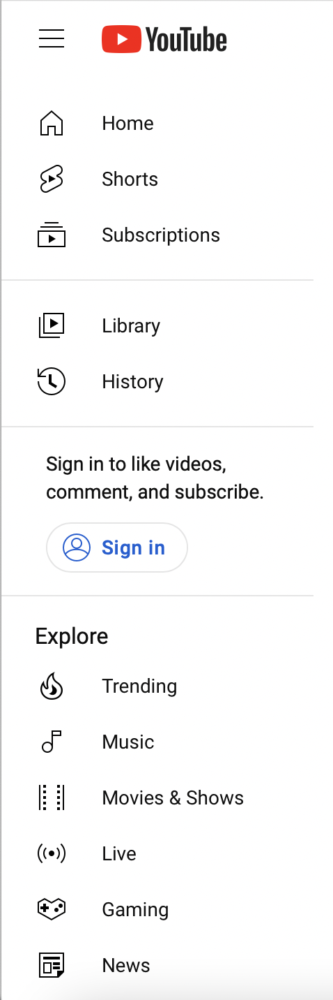 YouTube
Home
Shorts
Subscriptions
Library
History
Sign in to like videos,
comment, and subscribe.
Sign in
Explore
Trending
Music
Movies & Shows
Live
Gaming
News